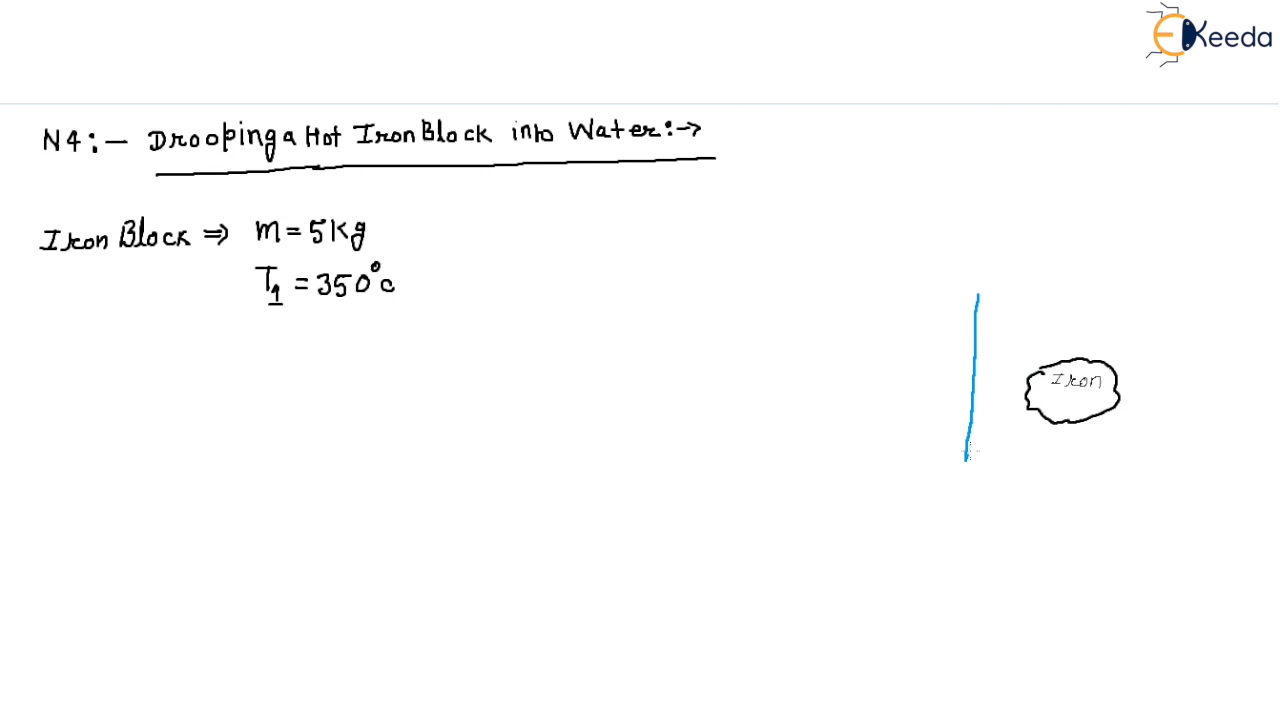 EKeeda
N4:- Droopinga Hot Iron Block into Water:→
Iron Block ⇒ m = 5kg
T1 = 350°c
Iron